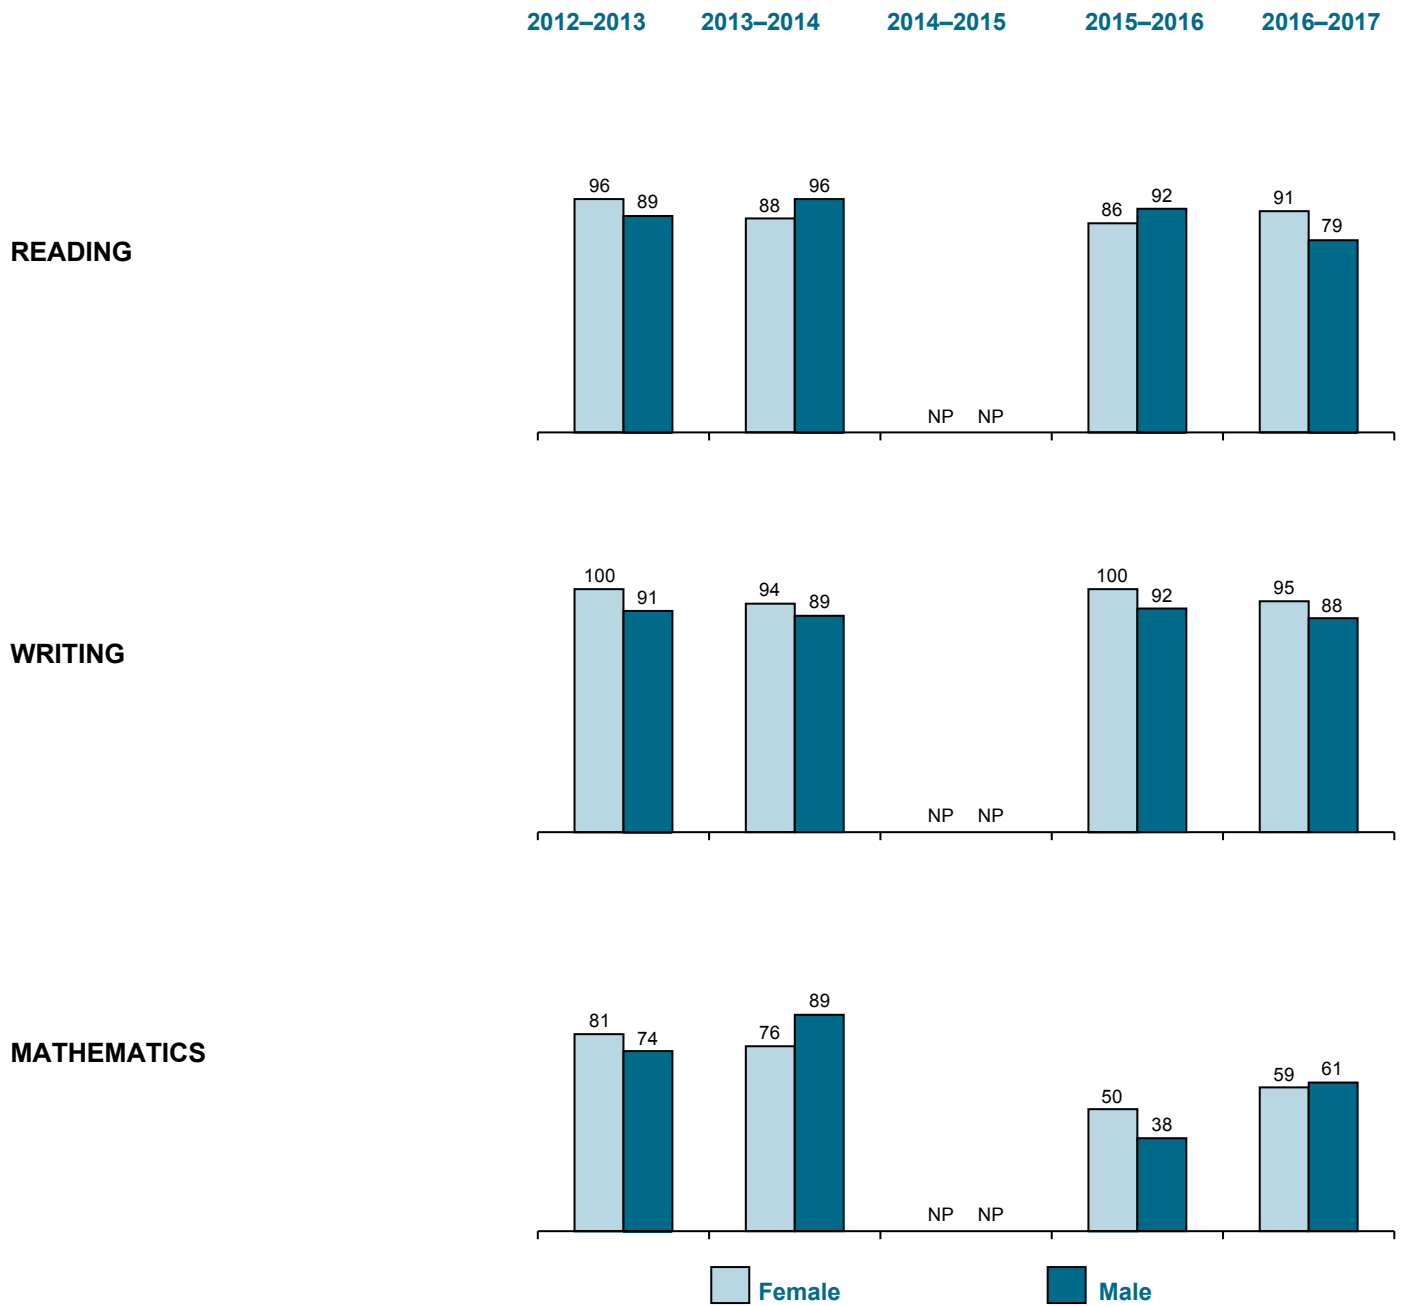 2012–2013 2013–2014 2014–2015 2015–2016 2016–2017
READING
96 89 88 96 NP NP 86 92 91 79
WRITING
100 91 94 89 NP NP 100 92 95 88
MATHEMATICS
81 74 76 89 NP NP 50 38 59 61
Female Male